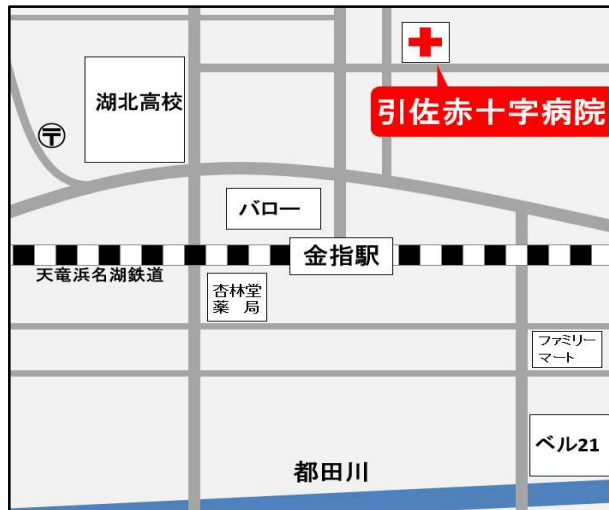 引佐赤十字病院
湖北高校
〒
バロー
金指駅
天竜浜名湖鉄道
杏林堂
薬 局
ファミリー
マート
ベル21
都田川